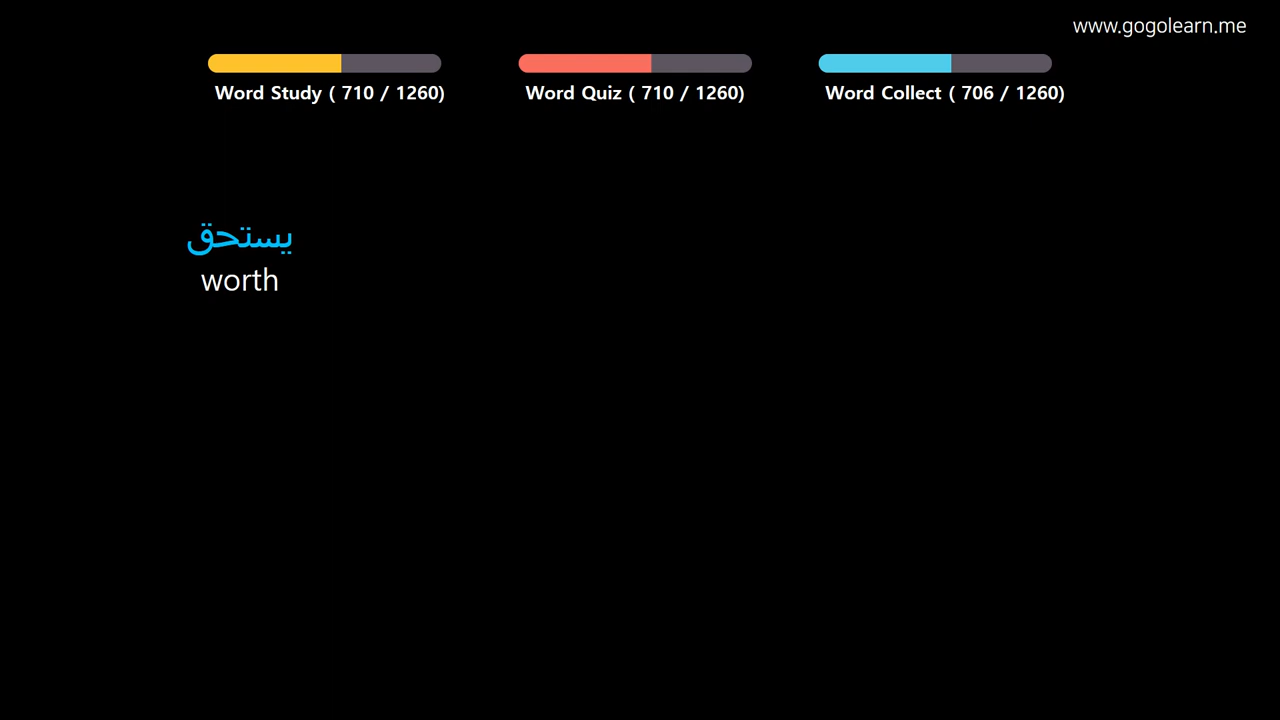 www.gogolearn.me
Word Study ( 710 / 1260)
Word Quiz ( 710 / 1260)
Word Collect ( 706 / 1260)
يستحق
worth